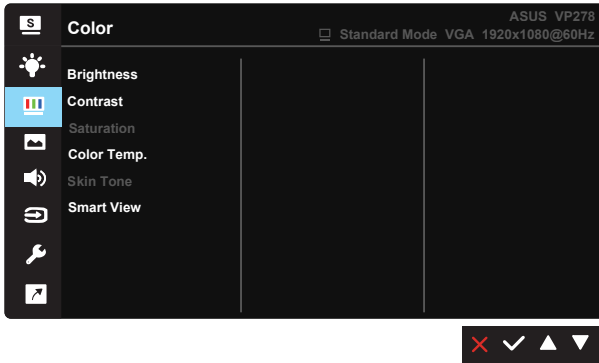 S
Color
ASUS VP278
Standard Mode VGA 1920x1080@60Hz
Brightness
Contrast
Saturation
Color Temp.
Skin Tone
Smart View